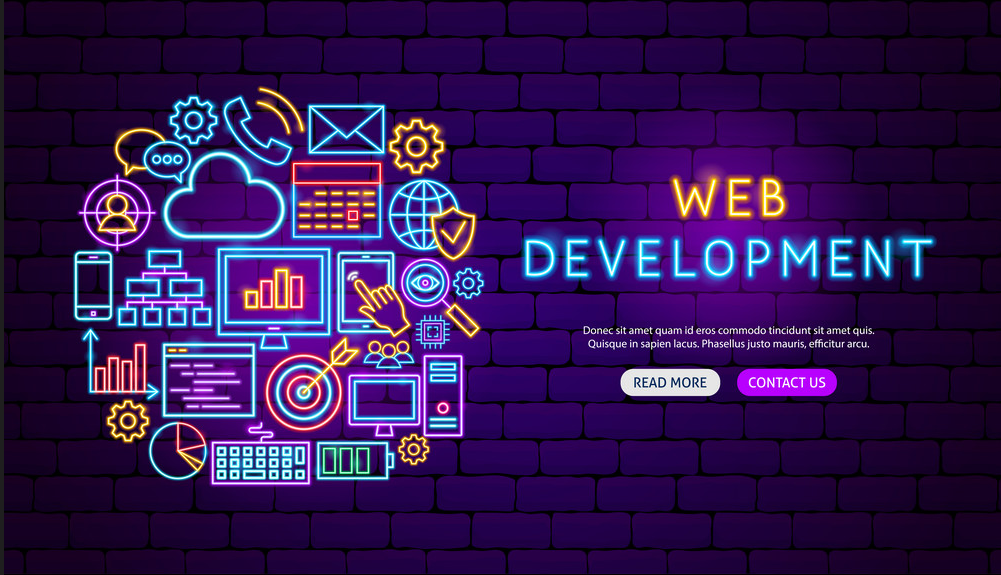 WEB
DEVELOPMENT
Donec sit amet quam id eros commodo tincidunt sit amet quis.
Quisque in sapien lacus. Phasellus justo mauris, efficitur arcu.
READ MORE
CONTACT US